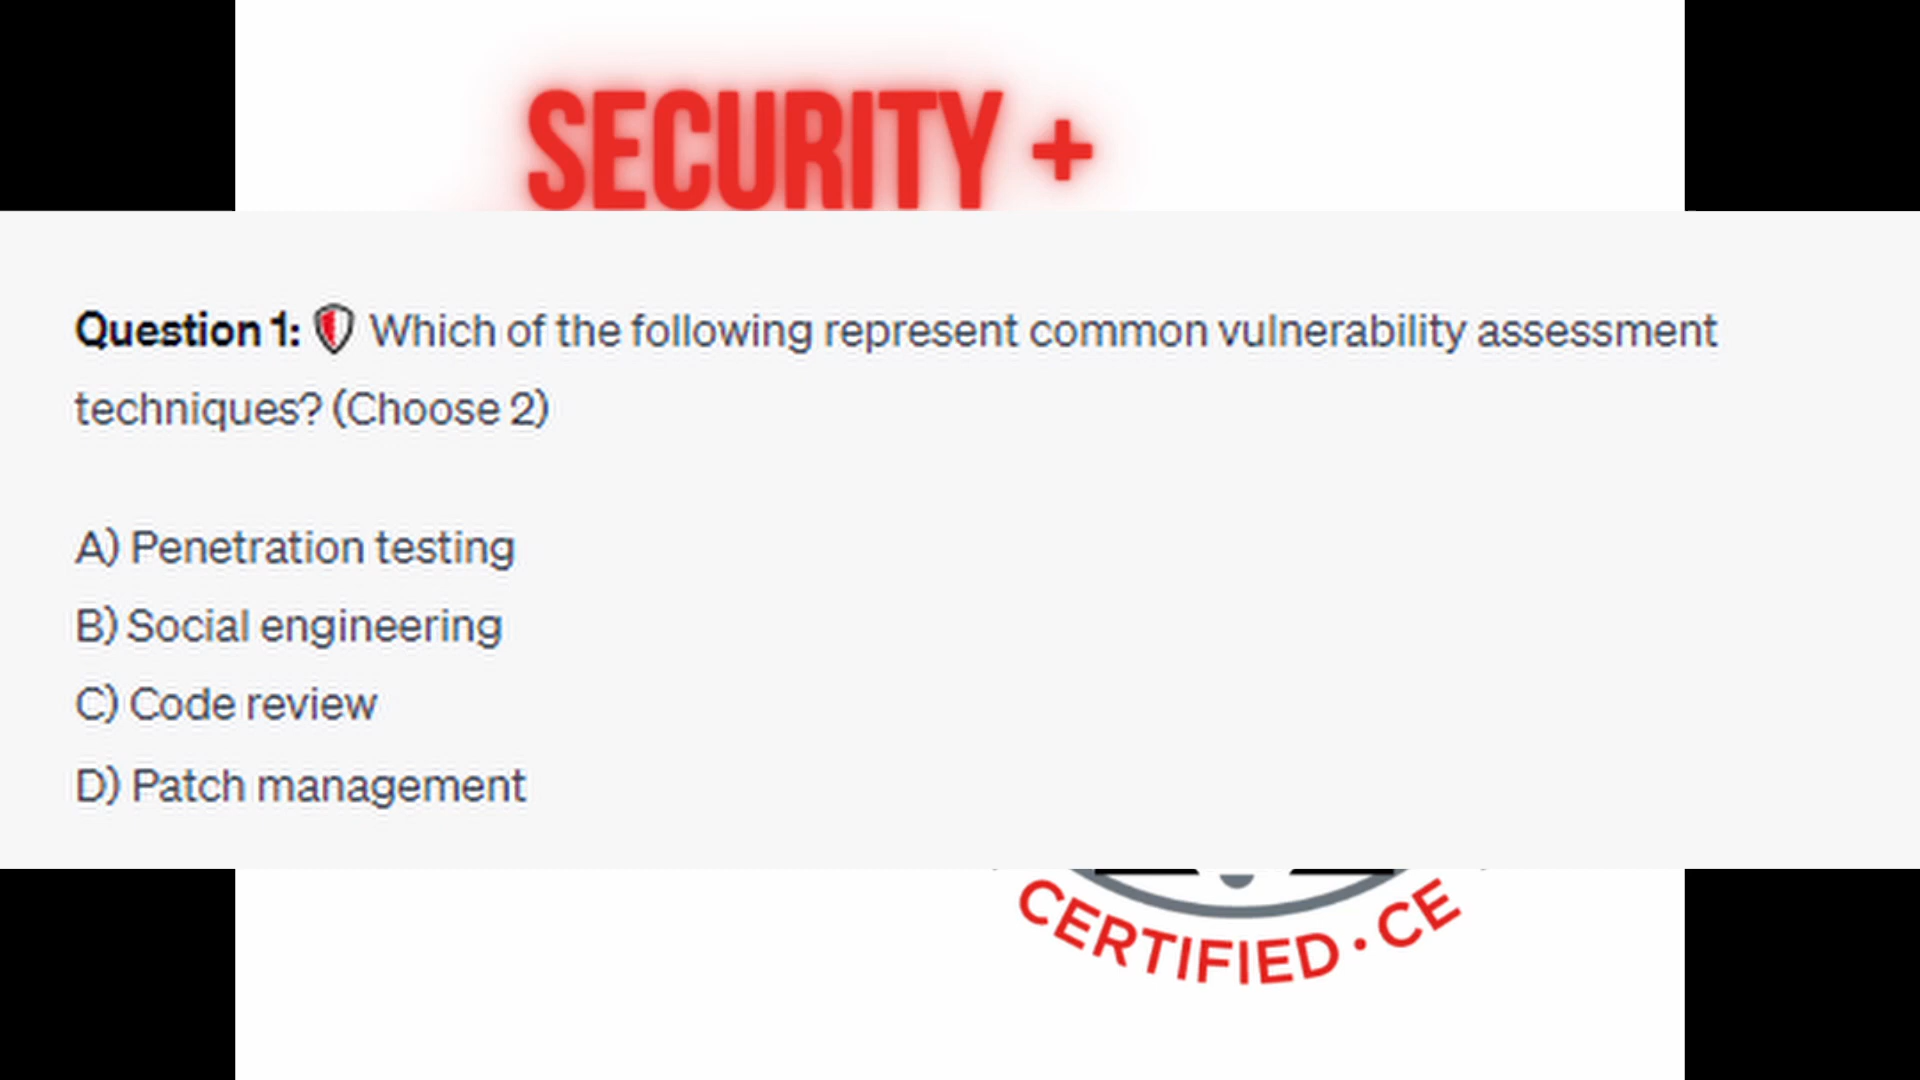 SECURITY +
Question 1: Which of the following represent common vulnerability assessment
techniques? (Choose 2)
A) Penetration testing
B) Social engineering
C) Code review
D) Patch management
CERTIFIED • CE